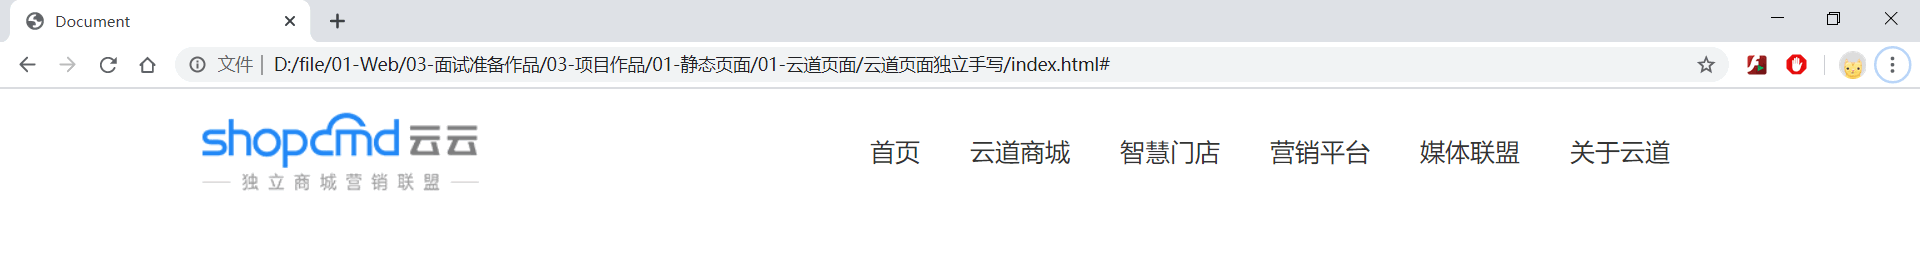 Document
文件 | D:/file/01-Web/03-面试准备作品/03-项目作品/01-静态页面/01-云道页面/云道页面独立手写/index.html#
shopcmd 云云
独立商城营销联盟
首页 云道商城 智慧门店 营销平台 媒体联盟 关于云道